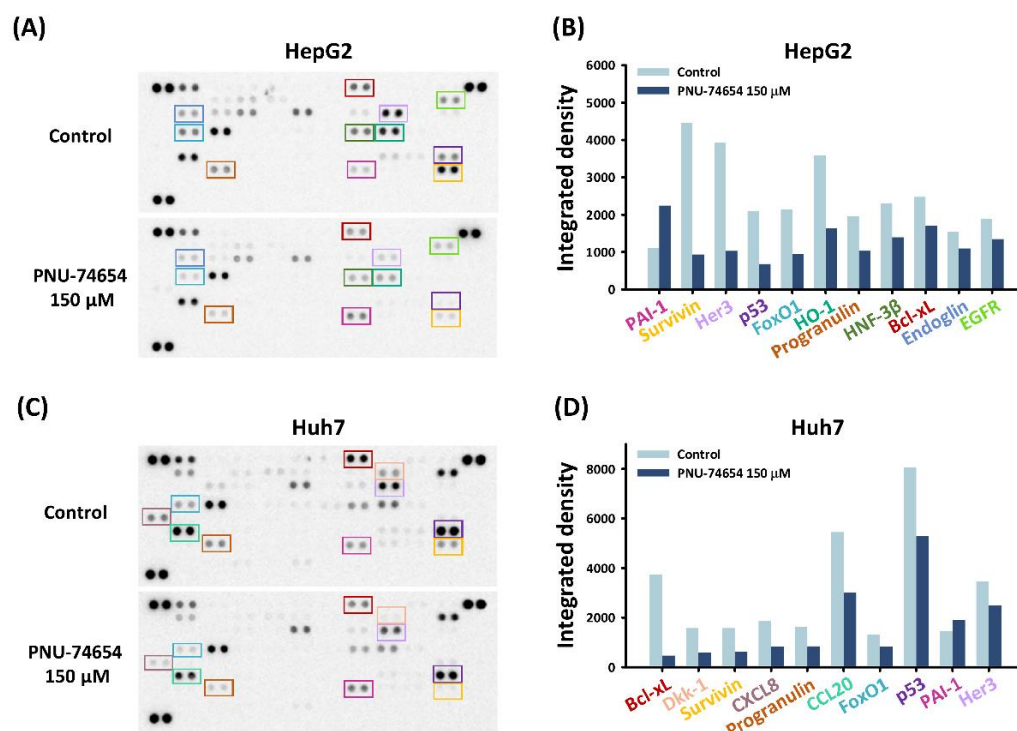 (A)
HepG2
Control
PNU-74654
150 µM
(B)
HepG2
Integrated density
6000
5000
4000
3000
2000
1000
0
Control
PNU-74654 150 µM
PAI-1
Survivin
Her3
p53
FoxO1
HO-1
Progranulin
HNF-3β
Bcl-xL
Endoglin
EGFR
(C)
Huh7
Control
PNU-74654
150 µM
(D)
Huh7
Integrated density
8000
6000
4000
2000
0
Control
PNU-74654 150 µM
Bcl-xL
Dkk-1
Survivin
CXCL8
Progranulin
CCL20
FoxO1
p53
PAI-1
Her3